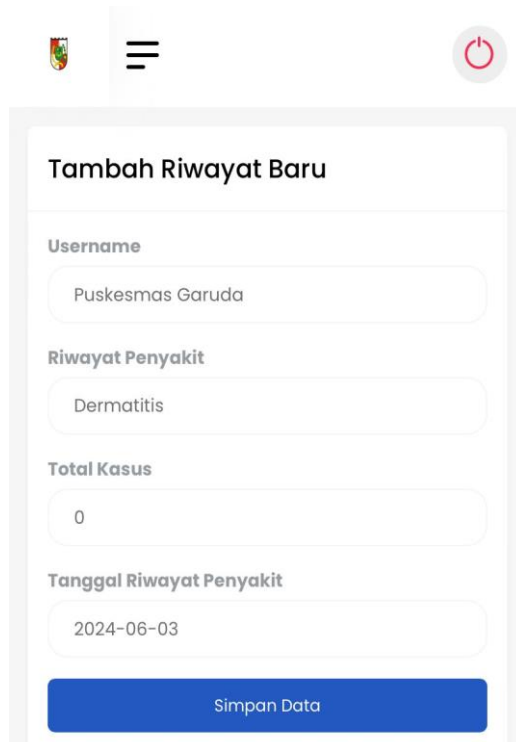 Tambah Riwayat Baru
Username
Puskesmas Garuda
Riwayat Penyakit
Dermatitis
Total Kasus
0
Tanggal Riwayat Penyakit
2024-06-03
Simpan Data